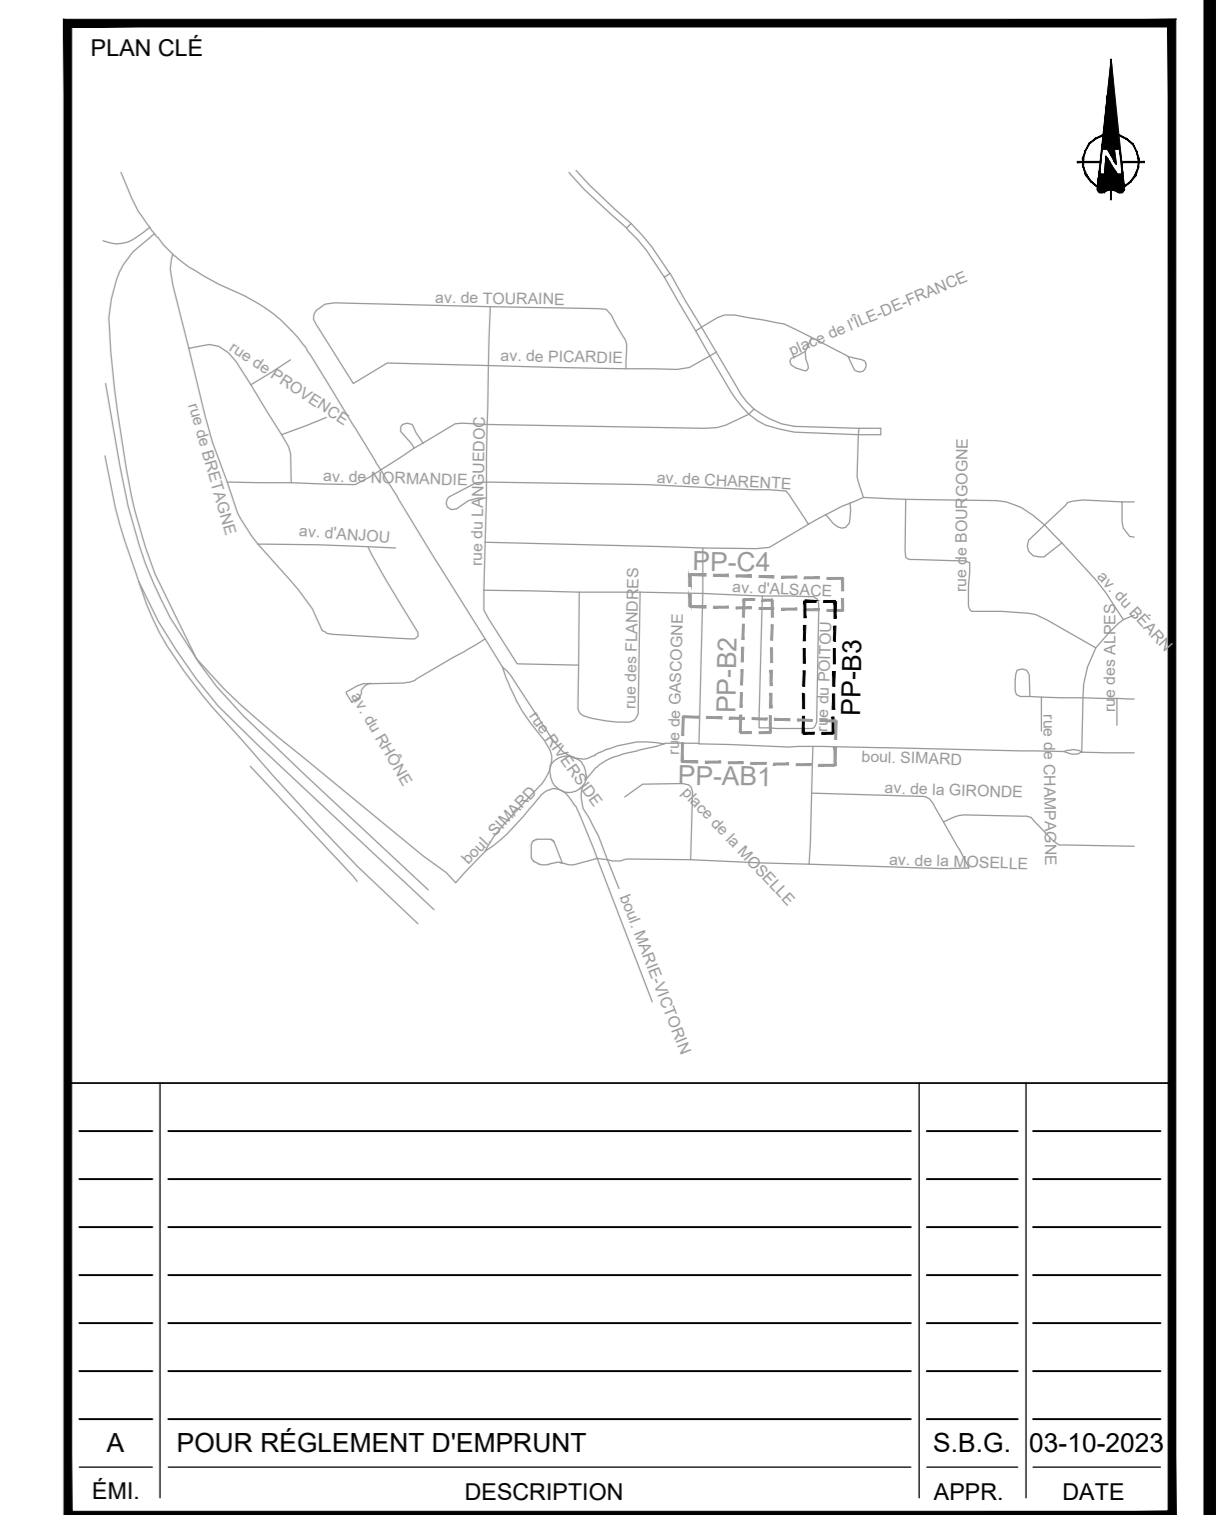 PLAN CLÉ
N
place de l'ÎLE-DE-FRANCE
av. de TOURAINE
av. de PICARDIE
rue de PROVENCE
rue de BRETAGNE
rue du LANGUEDOC
av. de NORMANDIE
av. de CHARENTE
rue de BOURGOGNE
av. d'ANJOU
PP-C4
av. d'ALSACE
av. du BÉARN
rue des FLANDRES
rue de GASCOGNE
PP-B2
rue du POITOU
PP-B3
rue des ALPES
av. du RHÔNE
rue RIVERSIDE
rue de CHAMPAGNE
boul. SIMARD
PP-AB1
av. de la GIRONDE
boul. SIMARD
place de la MOSELLE
av. de la MOSELLE
boul. MARIE-VICTORIN
A POUR RÉGLEMENT D'EMPRUNT S.B.G. 03-10-2023
ÉMI. DESCRIPTION APPR. DATE